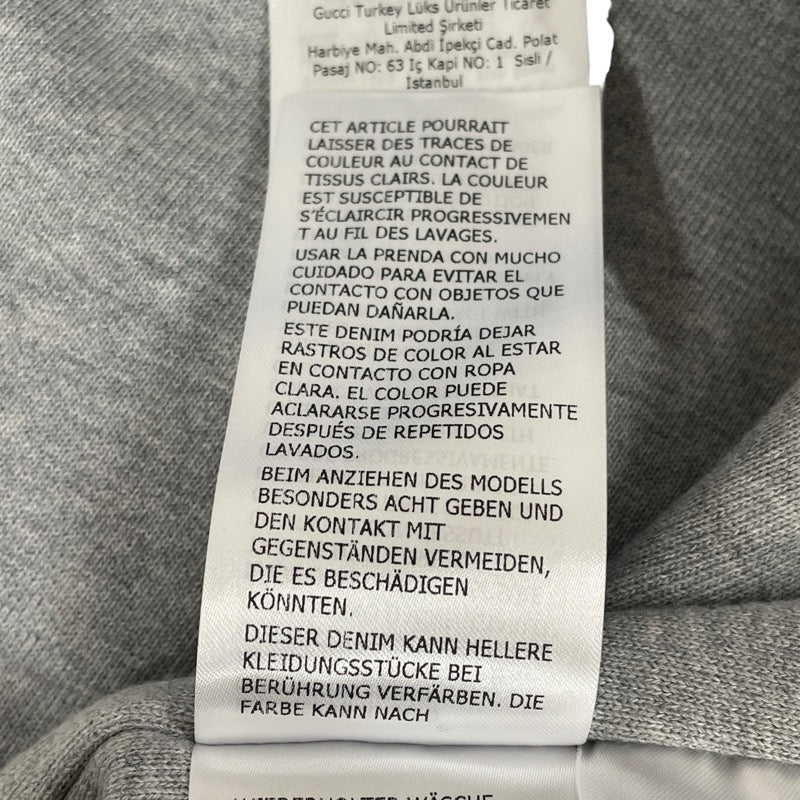 Gucci Turkey Lüks Ürünler Ticaret
Limited Şirketi
Harbiye Mah. Abdi İpekçi Cad. Polat
Pasaj NO: 63 İç Kapi NO: 1 Sisli /
Istanbul
CET ARTICLE POURRAIT
LAISSER DES TRACES DE
COULEUR AU CONTACT DE
TISSUS CLAIRS. LA COULEUR
EST SUSCEPTIBLE DE
S'ÉCLAIRCIR PROGRESSIVEMEN
T AU FIL DES LAVAGES.
USAR LA PRENDA CON MUCHO
CUIDADO PARA EVITAR EL
CONTACTO CON OBJETOS QUE
PUEDAN DAÑARLA.
ESTE DENIM PODRÍA DEJAR
RASTROS DE COLOR AL ESTAR
EN CONTACTO CON ROPA
CLARA. EL COLOR PUEDE
ACLARARSE PROGRESIVAMENTE
DESPUÉS DE REPETIDOS
LAVADOS.
BEIM ANZIEHEN DES MODELLS
BESONDERS ACHT GEBEN UND
DEN KONTAKT MIT
GEGENSTÄNDEN VERMEIDEN,
DIE ES BESCHÄDIGEN
KÖNNTEN.
DIESER DENIM KANN HELLERE
KLEIDUNGSSTÜCKE BEI
BERÜHRUNG VERFÄRBEN. DIE
FARBE KANN NACH